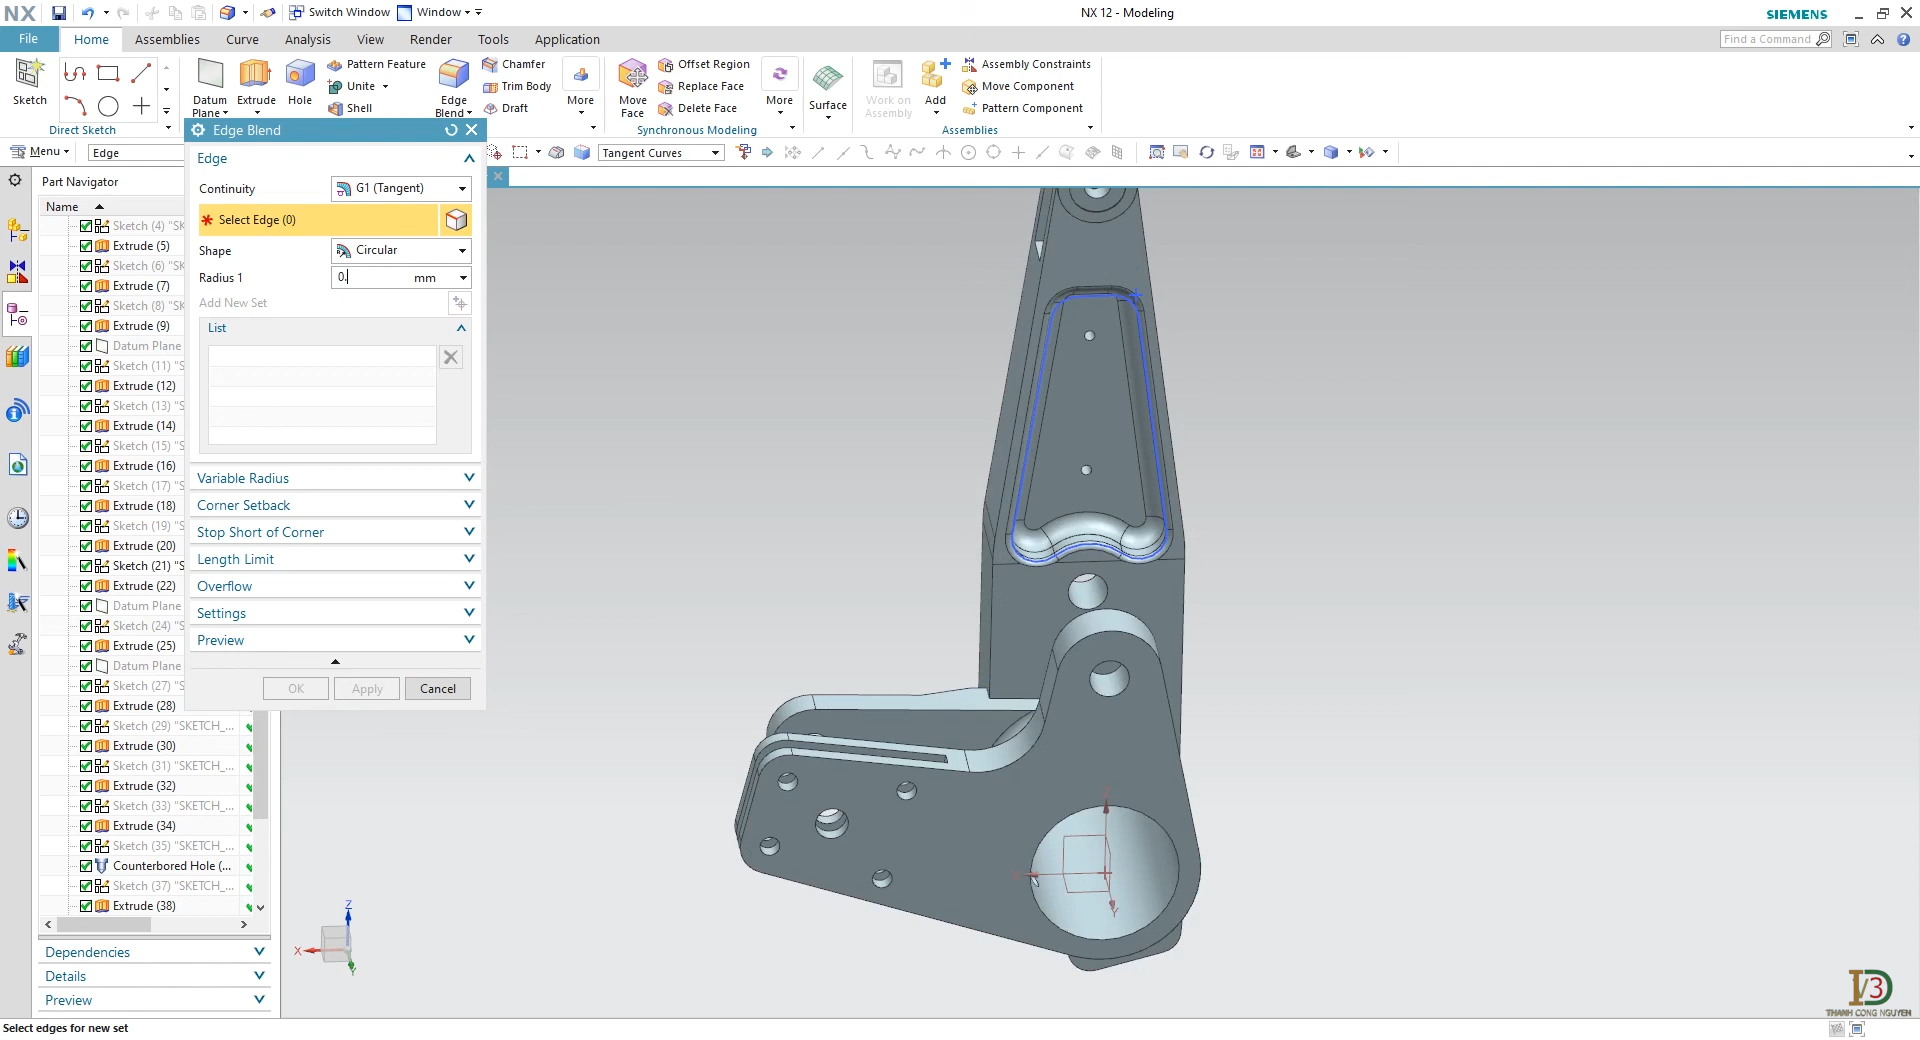 NX
Switch Window
Window
NX 12 - Modeling
SIEMENS
File
Home
Assemblies
Curve
Analysis
View
Render
Tools
Application
Find a Command
Sketch
Direct Sketch
Datum Plane
Extrude
Hole
Pattern Feature
Unite
Shell
Edge Blend
Chamfer
Trim Body
Draft
More
Move Face
Offset Region
Replace Face
Delete Face
More
Synchronous Modeling
Surface
Work on Assembly
Add
Assembly Constraints
Move Component
Pattern Component
Assemblies
Menu
Edge
Tangent Curves
Edge Blend
Edge
Continuity
G1 (Tangent)
* Select Edge (0)
Shape
Circular
Radius 1
0.
mm
Add New Set
List
Variable Radius
Corner Setback
Stop Short of Corner
Length Limit
Overflow
Settings
Preview
OK
Apply
Cancel
Part Navigator
Name
Sketch (4) "SK
Extrude (5)
Sketch (6) "SK
Extrude (7)
Sketch (8) "SK
Extrude (9)
Datum Plane
Sketch (11) "S
Extrude (12)
Sketch (13) "S
Extrude (14)
Sketch (15) "S
Extrude (16)
Sketch (17) "S
Extrude (18)
Sketch (19) "S
Extrude (20)
Sketch (21) "S
Extrude (22)
Datum Plane
Sketch (24) "S
Extrude (25)
Datum Plane
Sketch (27) "S
Extrude (28)
Sketch (29) "SKETCH_...
Extrude (30)
Sketch (31) "SKETCH_...
Extrude (32)
Sketch (33) "SKETCH_...
Extrude (34)
Sketch (35) "SKETCH_...
Counterbored Hole (...
Sketch (37) "SKETCH_...
Extrude (38)
Dependencies
Details
Preview
Z
X
Y
Y
THANH CONG NGUYEN
Select edges for new set